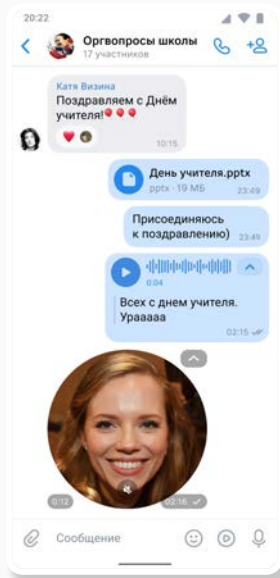 20:22
Оргвопросы школы
17 участников
Катя Визина
Поздравляем с Днём
учителя!
10:15
День учителя.pptx
pptx · 19 МБ
23:49
Присоединяюсь
к поздравлению)
23:49
0:04
Всех с днем учителя.
Урааааа
02:15
0:12
02:16
Сообщение